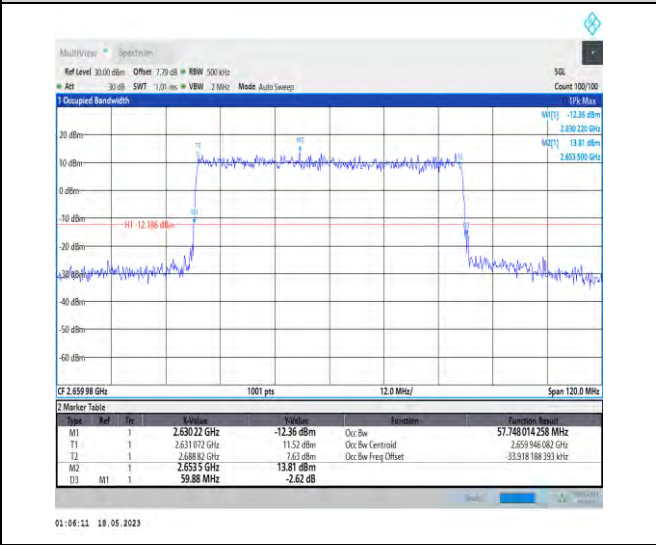 MultiView Spectrum
Ref Level 30.00 dBm Offset 7.79 dB RBW 500 kHz SGL
Att 30 dB SWT 1.01 ms VBW 2 MHz Mode Auto Sweep Count 100/100
1 Occupied Bandwidth 1Pk Max
M1[1] -12.36 dBm
2.630 220 GHz
20 dBm
M2[1] 13.81 dBm
2.653 500 GHz
T1
M2
T2
10 dBm
0 dBm
-10 dBm
M1
H1 -12.186 dBm
-20 dBm
-30 dBm
-40 dBm
-50 dBm
-60 dBm
CF 2.659 98 GHz 1001 pts 12.0 MHz/ Span 120.0 MHz
2 Marker Table
Type Ref Trc X-Value Y-Value Function Function Result
M1 1 2.630 22 GHz -12.36 dBm Occ Bw 57.748 014 258 MHz
T1 1 2.631 072 GHz 11.52 dBm Occ Bw Centroid 2.659 946 082 GHz
T2 1 2.688 82 GHz 7.63 dBm Occ Bw Freq Offset -33.918 188 393 kHz
M2 1 2.653 5 GHz 13.81 dBm
D3 M1 1 59.88 MHz -2.62 dB
01:06:11 18.05.2023